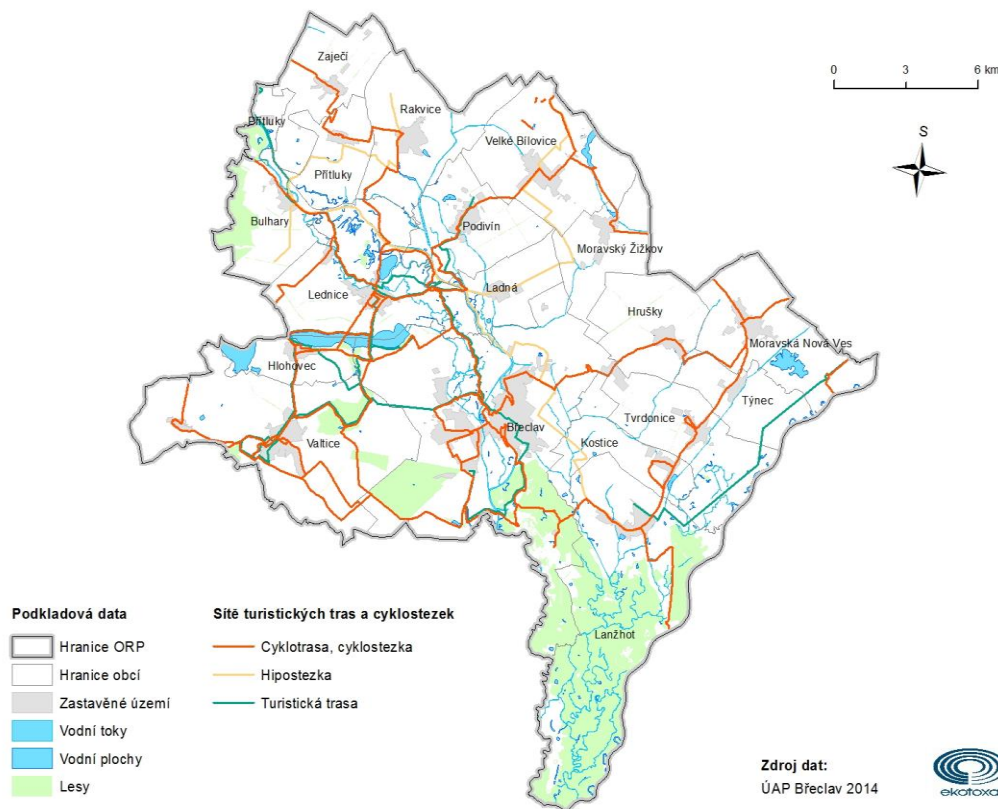 Zaječí
Rakvice
Přítluky
Velké Bílovice
Přítluky
Bulhary
Podivín
Moravský Žižkov
Lednice
Ladná
Hrušky
Moravská Nová Ves
Hlohovec
Týnec
Tvrdonice
Břeclav
Valtice
Kostice
Lanžhot
0 3 6 km
S
Podkladová data
Hranice ORP
Hranice obcí
Zastavěné území
Vodní toky
Vodní plochy
Lesy
Sítě turistických tras a cyklostezek
Cyklotrasa, cyklostezka
Hipostezka
Turistická trasa
Zdroj dat:
ÚAP Břeclav 2014
ekotoxa